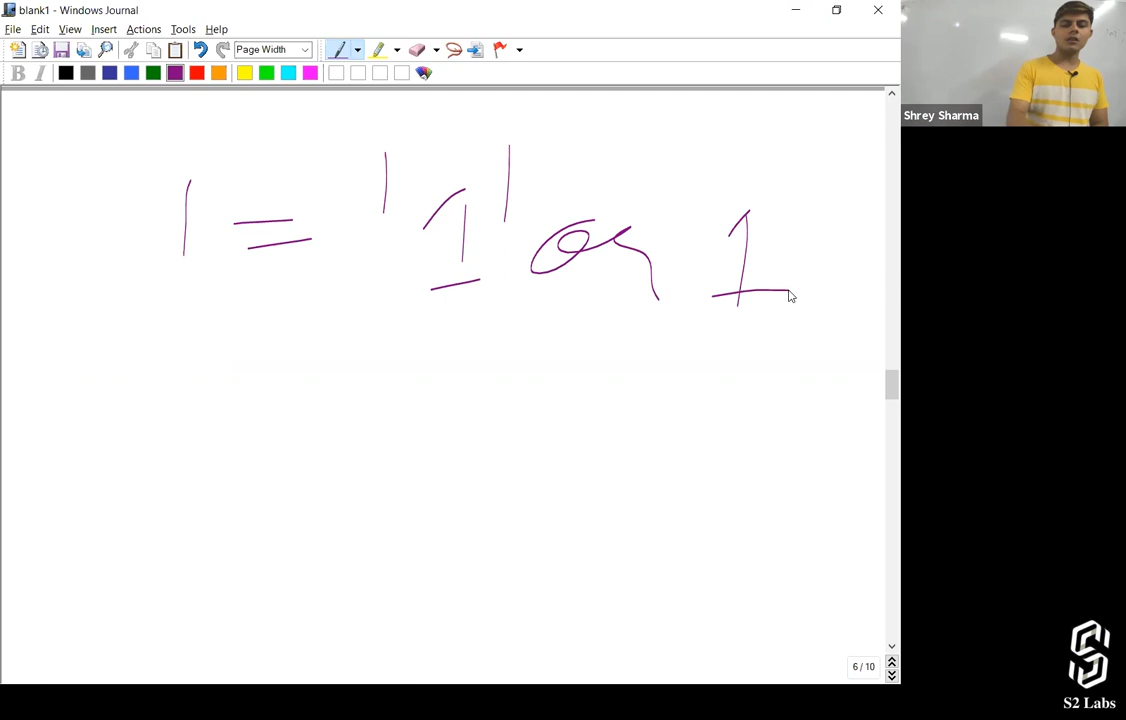 blank1 - Windows Journal
File Edit View Insert Actions Tools Help
Page Width
B I
Shrey Sharma
1 = '1' or 1
6 / 10
S2 Labs